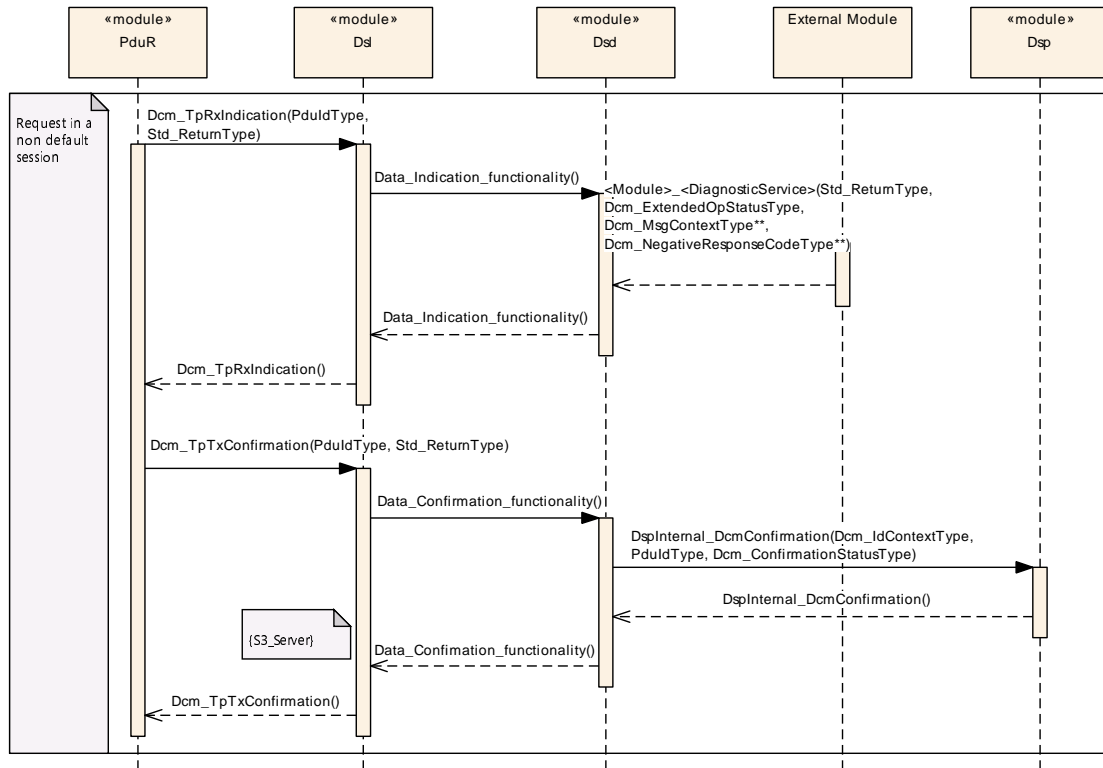 «module»
PduR
«module»
Dsl
«module»
Dsd
External Module
«module»
Dsp
Request in a
non default
session
Dcm_TpRxIndication(PduIdType,
Std_ReturnType)
Data_Indication_functionality()
<Module>_<DiagnosticService>(Std_ReturnType,
Dcm_ExtendedOpStatusType,
Dcm_MsgContextType**,
Dcm_NegativeResponseCodeType**)
Data_Indication_functionality()
Dcm_TpRxIndication()
Dcm_TpTxConfirmation(PduIdType, Std_ReturnType)
Data_Confirmation_functionality()
DspInternal_DcmConfirmation(Dcm_IdContextType,
PduIdType, Dcm_ConfirmationStatusType)
DspInternal_DcmConfirmation()
{S3_Server}
Data_Confimation_functionality()
Dcm_TpTxConfirmation()